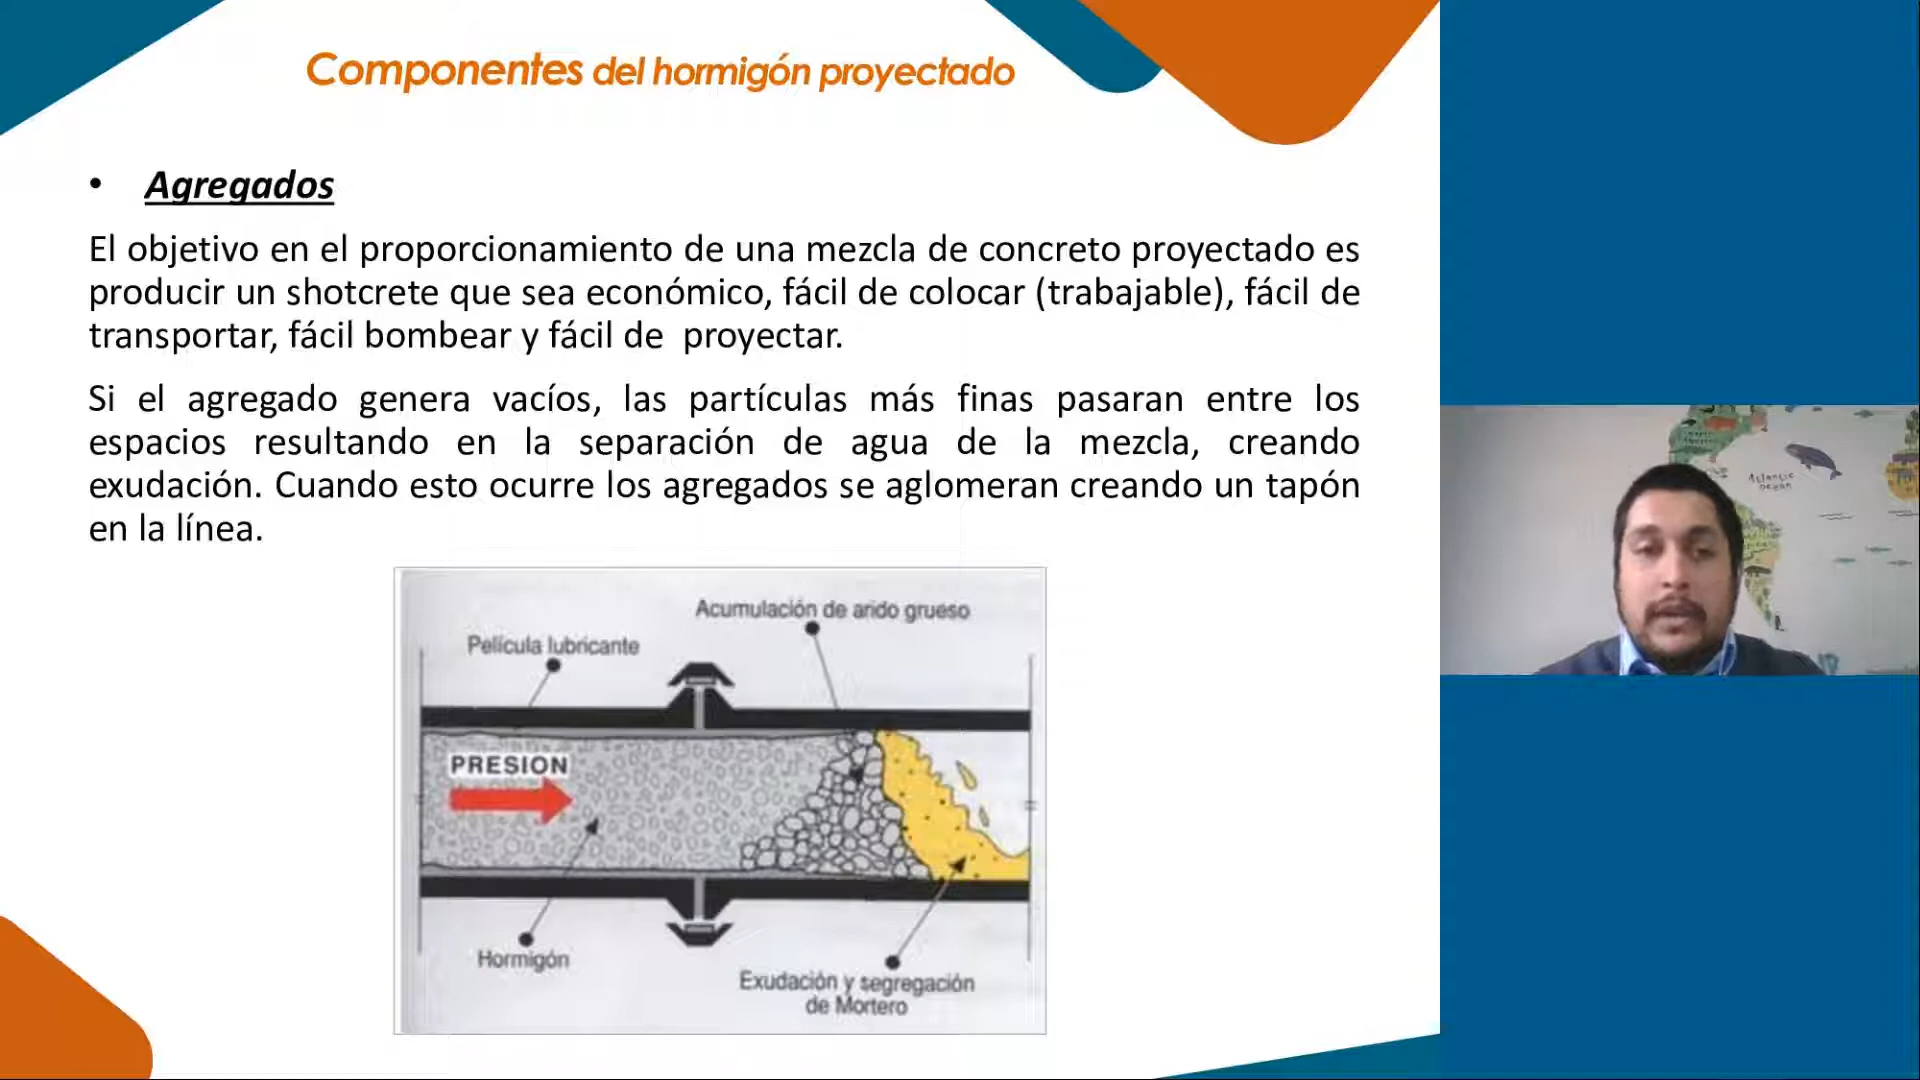 Componentes del hormigón proyectado
• Agregados
El objetivo en el proporcionamiento de una mezcla de concreto proyectado es
producir un shotcrete que sea económico, fácil de colocar (trabajable), fácil de
transportar, fácil bombear y fácil de proyectar.
Si el agregado genera vacíos, las partículas más finas pasaran entre los
espacios resultando en la separación de agua de la mezcla, creando
exudación. Cuando esto ocurre los agregados se aglomeran creando un tapón
en la línea.
Acumulación de arido grueso
Película lubricante
PRESION
Hormigón
Exudación y segregación
de Mortero
Atlantic
ocean